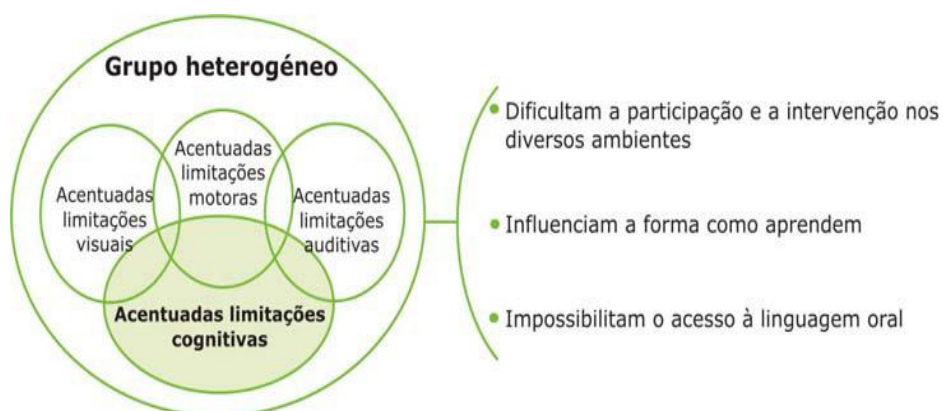 Grupo heterogéneo
Acentuadas
limitações
visuais
Acentuadas
limitações
motoras
Acentuadas
limitações
auditivas
Acentuadas limitações
cognitivas
• Dificultam a participação e a intervenção nos
diversos ambientes
• Influenciam a forma como aprendem
• Impossibilitam o acesso à linguagem oral